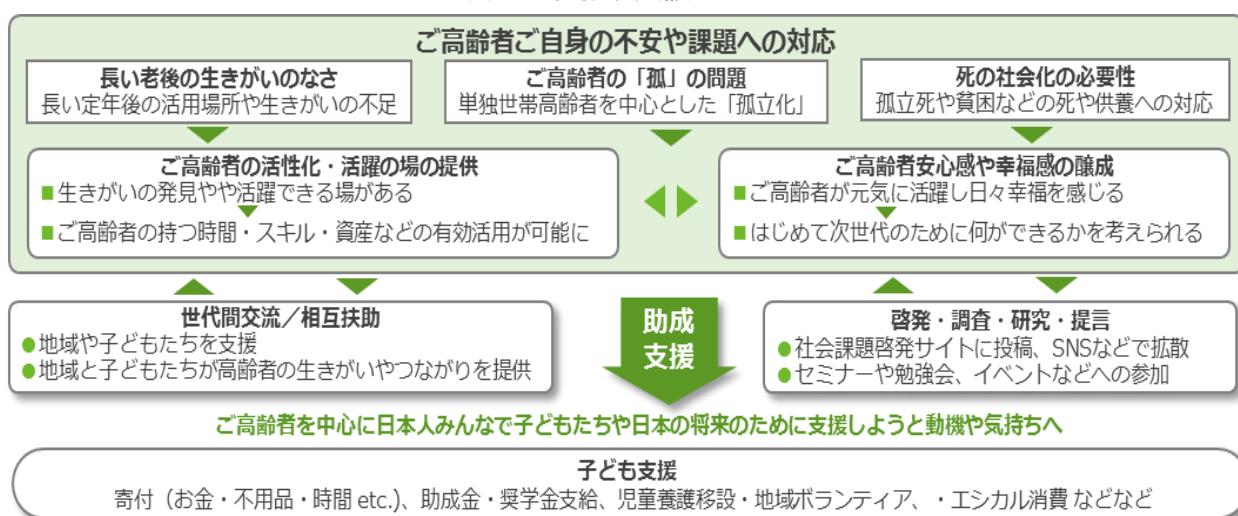 ご高齢者ご自身の不安や課題への対応
長い老後の生きがいのなさ
長い定年後の活用場所や生きがいの不足
ご高齢者の「孤」の問題
単独世帯高齢者を中心とした「孤立化」
死の社会化の必要性
孤立死や貧困などの死や供養への対応
ご高齢者の活性化・活躍の場の提供
■生きがいの発見やや活躍できる場がある
■ご高齢者の持つ時間・スキル・資産などの有効活用が可能に
ご高齢者安心感や幸福感の醸成
■ご高齢者が元気に活躍し日々幸福を感じる
■はじめて次世代のために何ができるかを考えられる
世代間交流／相互扶助
●地域や子どもたちを支援
●地域と子どもたちが高齢者の生きがいやつながりを提供
助成
支援
啓発・調査・研究・提言
●社会課題啓発サイトに投稿、SNSなどで拡散
●セミナーや勉強会、イベントなどへの参加
ご高齢者を中心に日本人みんなで子どもたちや日本の将来のために支援しようと動機や気持ちへ
子ども支援
寄付（お金・不用品・時間 etc.)、助成金・奨学金支給、児童養護移設・地域ボランティア、・エシカル消費 などなど